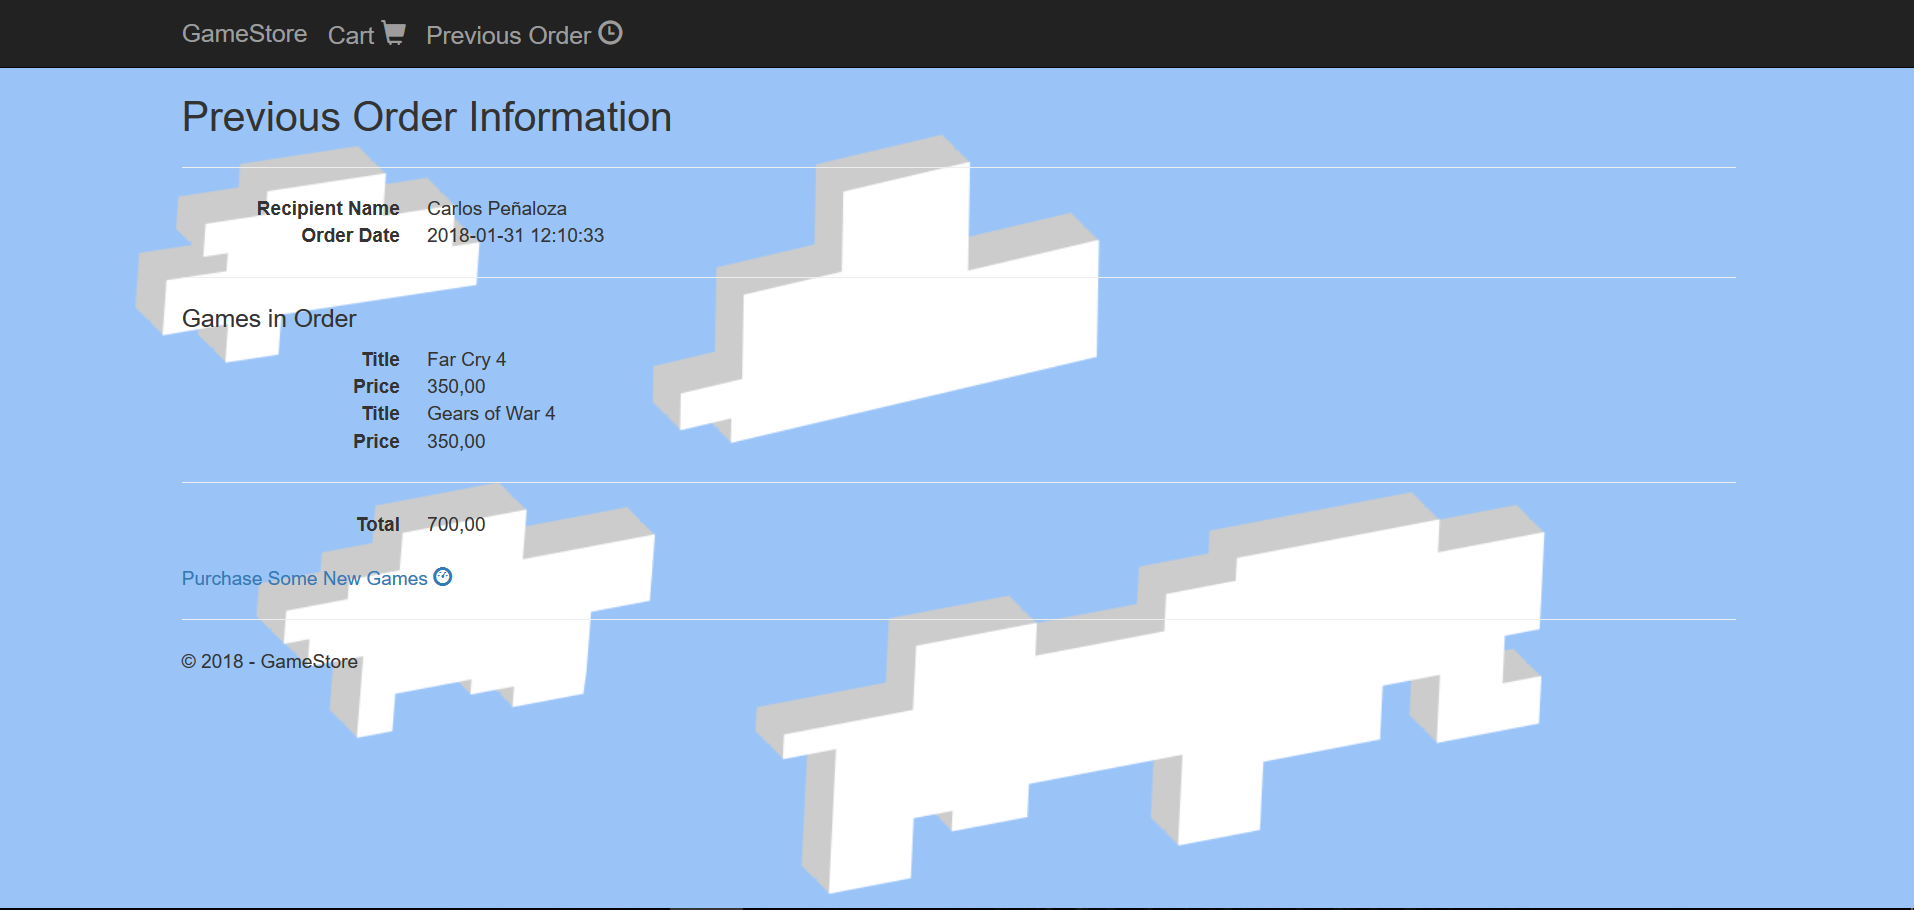 GameStore Cart Previous Order
Previous Order Information
Recipient Name Carlos Peñaloza
Order Date 2018-01-31 12:10:33
Games in Order
Title Far Cry 4
Price 350,00
Title Gears of War 4
Price 350,00
Total 700,00
Purchase Some New Games
© 2018 - GameStore